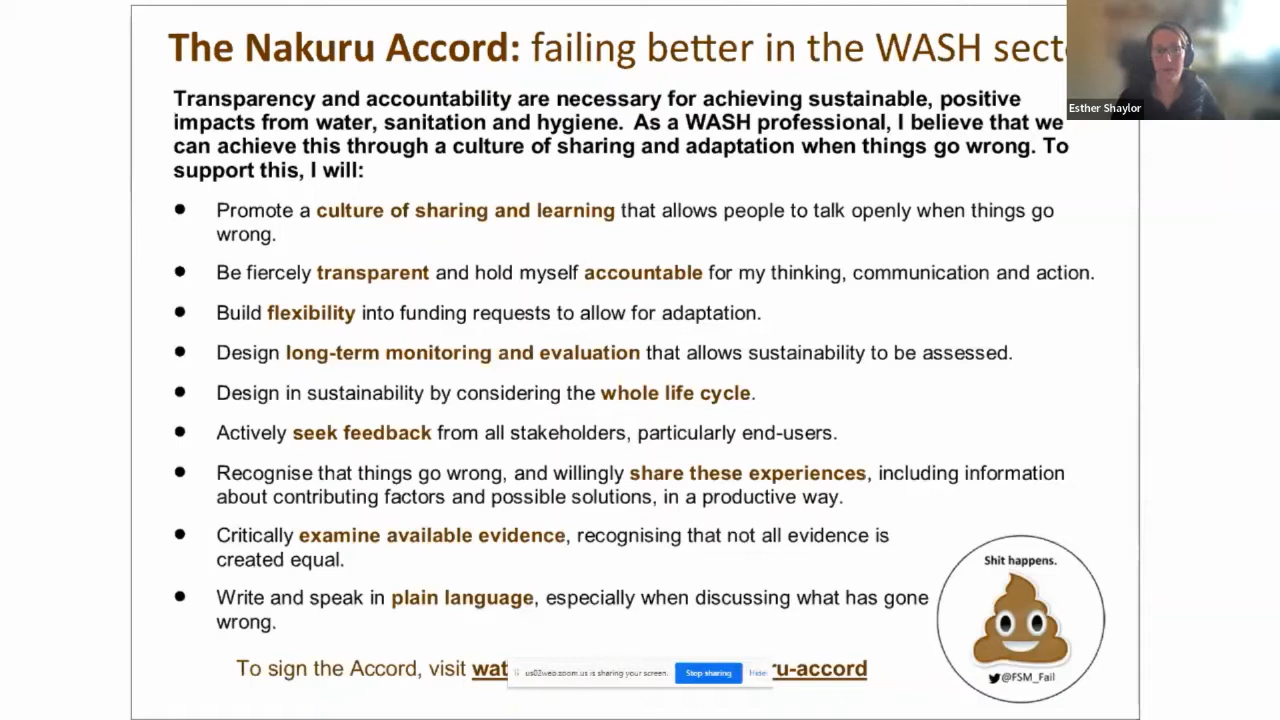 The Nakuru Accord: failing better in the WASH
Esther Shaylor
Transparency and accountability are necessary for achieving sustainable, positive
impacts from water, sanitation and hygiene. As a WASH professional, I believe that we
can achieve this through a culture of sharing and adaptation when things go wrong. To
support this, I will:
● Promote a culture of sharing and learning that allows people to talk openly when things go
wrong.
● Be fiercely transparent and hold myself accountable for my thinking, communication and action.
● Build flexibility into funding requests to allow for adaptation.
● Design long-term monitoring and evaluation that allows sustainability to be assessed.
● Design in sustainability by considering the whole life cycle.
● Actively seek feedback from all stakeholders, particularly end-users.
● Recognise that things go wrong, and willingly share these experiences, including information
about contributing factors and possible solutions, in a productive way.
● Critically examine available evidence, recognising that not all evidence is
created equal.
● Write and speak in plain language, especially when discussing what has gone
wrong.
To sign the Accord, visit wat ru-accord
us02web.zoom.us is sharing your screen. Stop sharing Hide
Shit happens.
@FSM_Fail